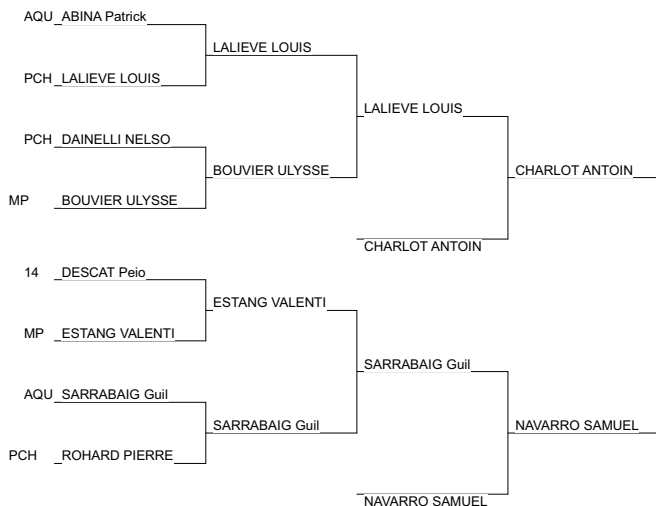 AQU ABINA Patrick
LALIEVE LOUIS
PCH LALIEVE LOUIS
LALIEVE LOUIS
PCH DAINELLI NELSO
BOUVIER ULYSSE
CHARLOT ANTOIN
MP BOUVIER ULYSSE
CHARLOT ANTOIN
14 DESCAT Peio
ESTANG VALENTI
MP ESTANG VALENTI
SARRABAIG Guil
AQU SARRABAIG Guil
SARRABAIG Guil
NAVARRO SAMUEL
PCH ROHARD PIERRE
NAVARRO SAMUEL